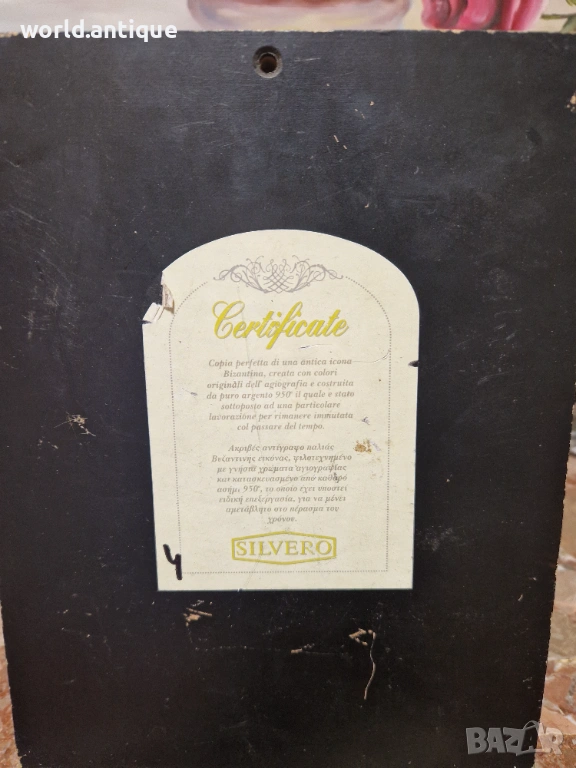 world.antique
Certificate
Copia perfetta di una antica icona
Bizantina, creata con colori
originali dell' agiografia e costruita
da puro argento 950° il quale e stato
sottoposto ad una particolare
lavorazione per rimanere immutata
col passare del tempo.
Ακριβες αντίγραφο παλιάς
Βυζαντινης εικόνας, φιλοτεχνημένο
με γνήσια χρώματα αγιογραφίας
και κατασκευασμένο από καθαρό
ασήμι 950°, το οποίο έχει υποστεί
ειδική επεξεργασία, για να μένει
αμετάβλητο στο πέρασμα του
χρόνου.
SILVERO
4
BAZAR